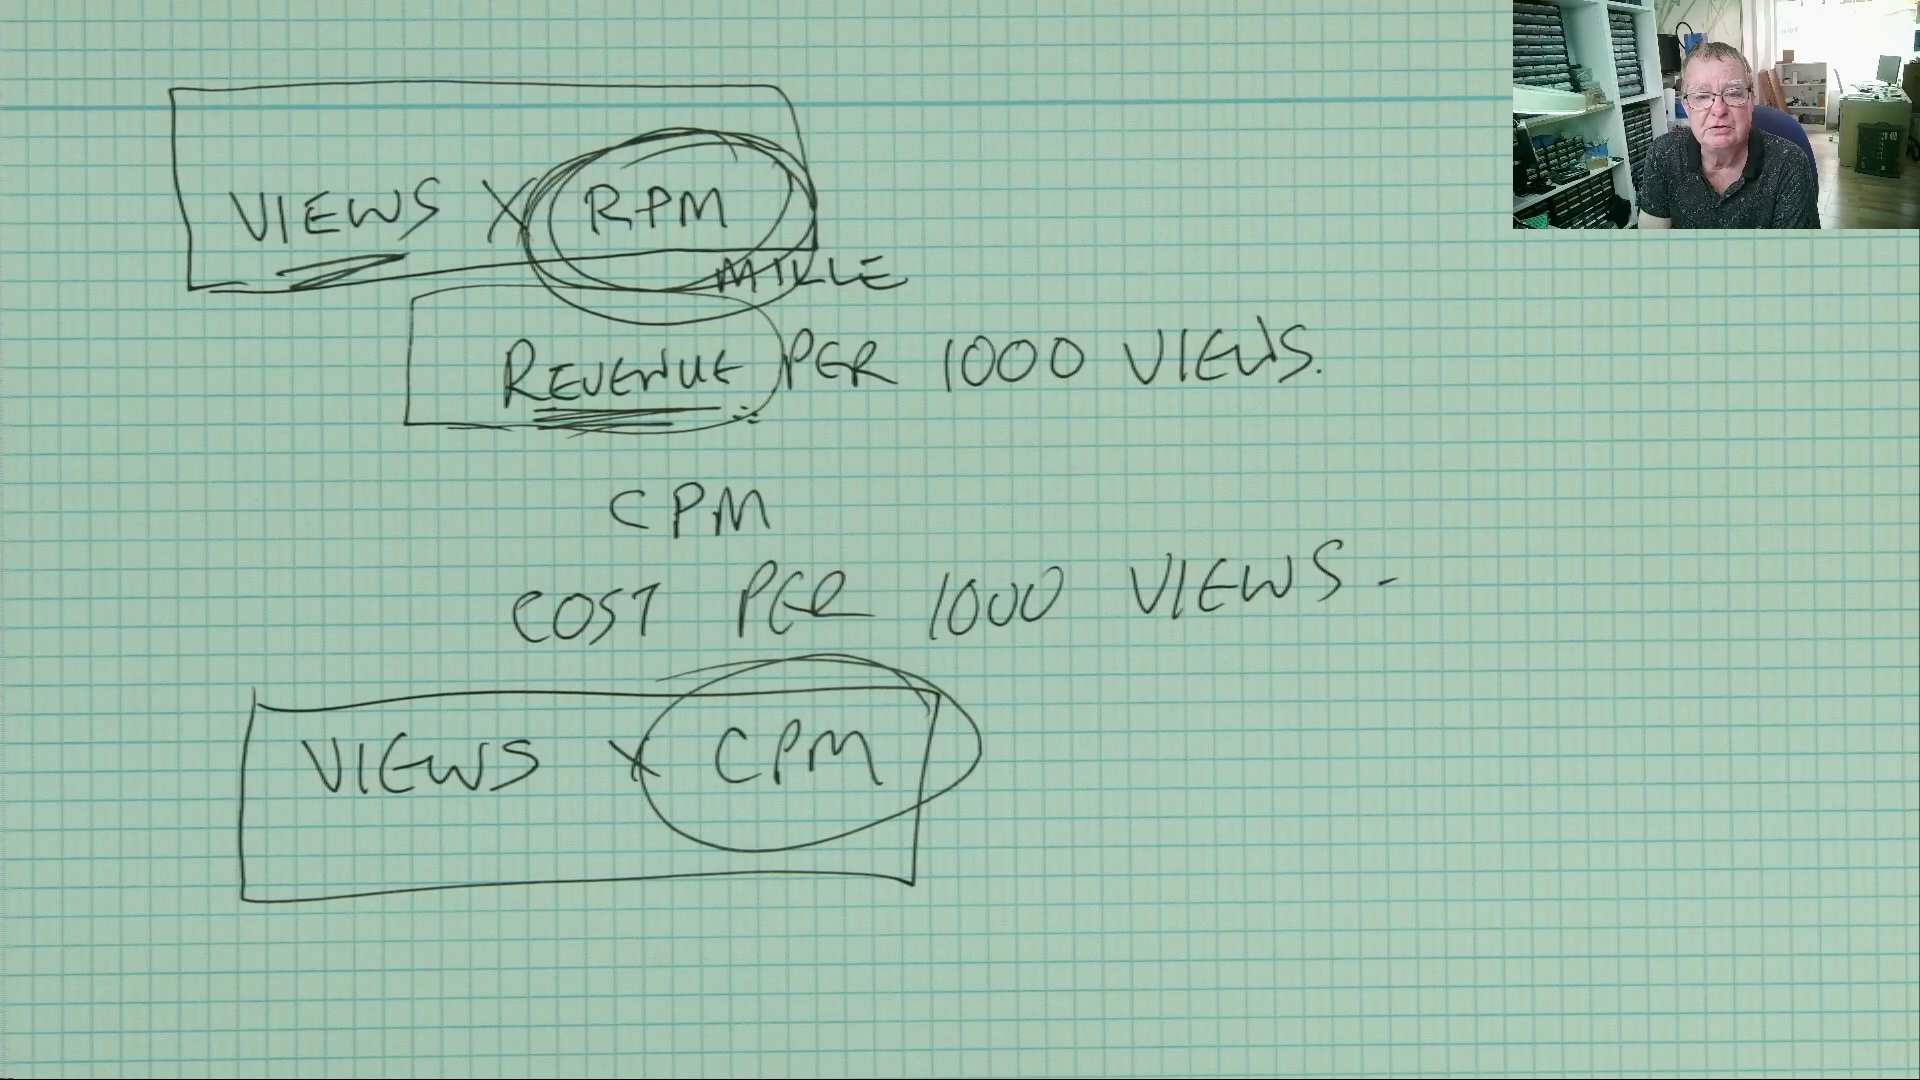 VIEWS X RPM
MILLE
REVENUE PER 1000 VIEWS.
CPM
COST PER 1000 VIEWS -
VIEWS X CPM